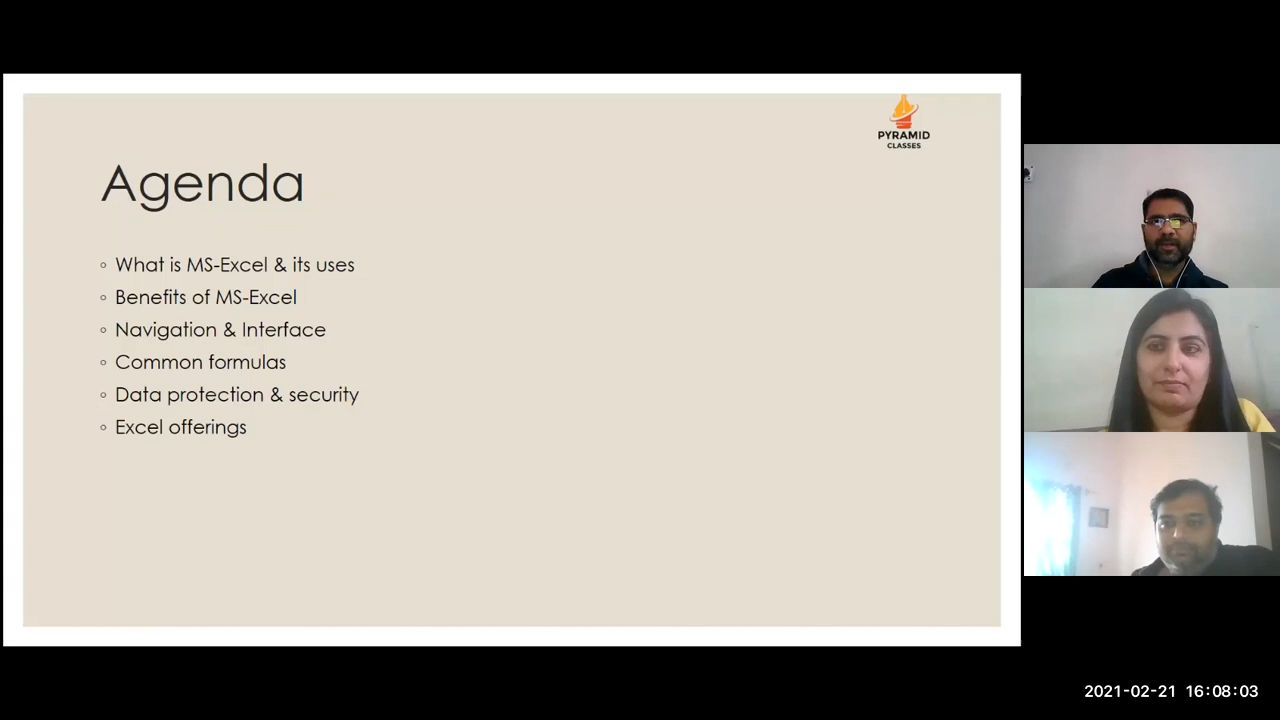 PYRAMID
CLASSES
Agenda
◦ What is MS-Excel & its uses
◦ Benefits of MS-Excel
◦ Navigation & Interface
◦ Common formulas
◦ Data protection & security
◦ Excel offerings
2021-02-21 16:08:03